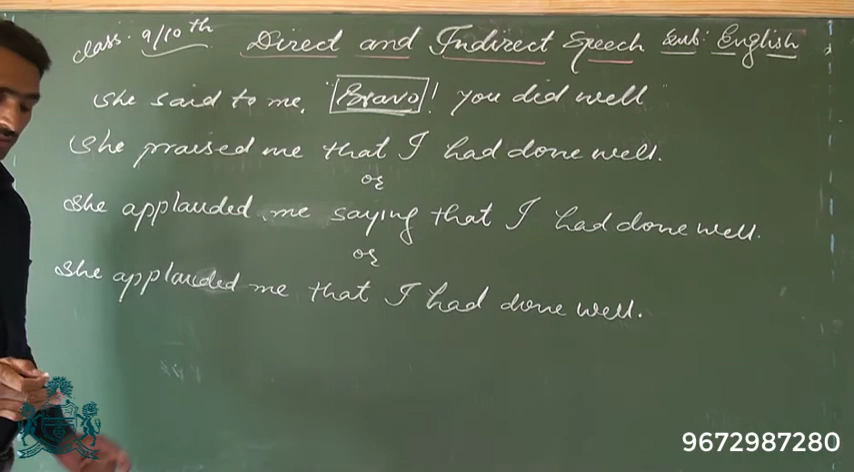 class. 9/10th Direct and Indirect Speech Sub: English
She said to me, "Bravo! you did well"
She praised me that I had done well.
or
She applauded me saying that I had done well.
or
She applauded me that I had done well.
9672987280